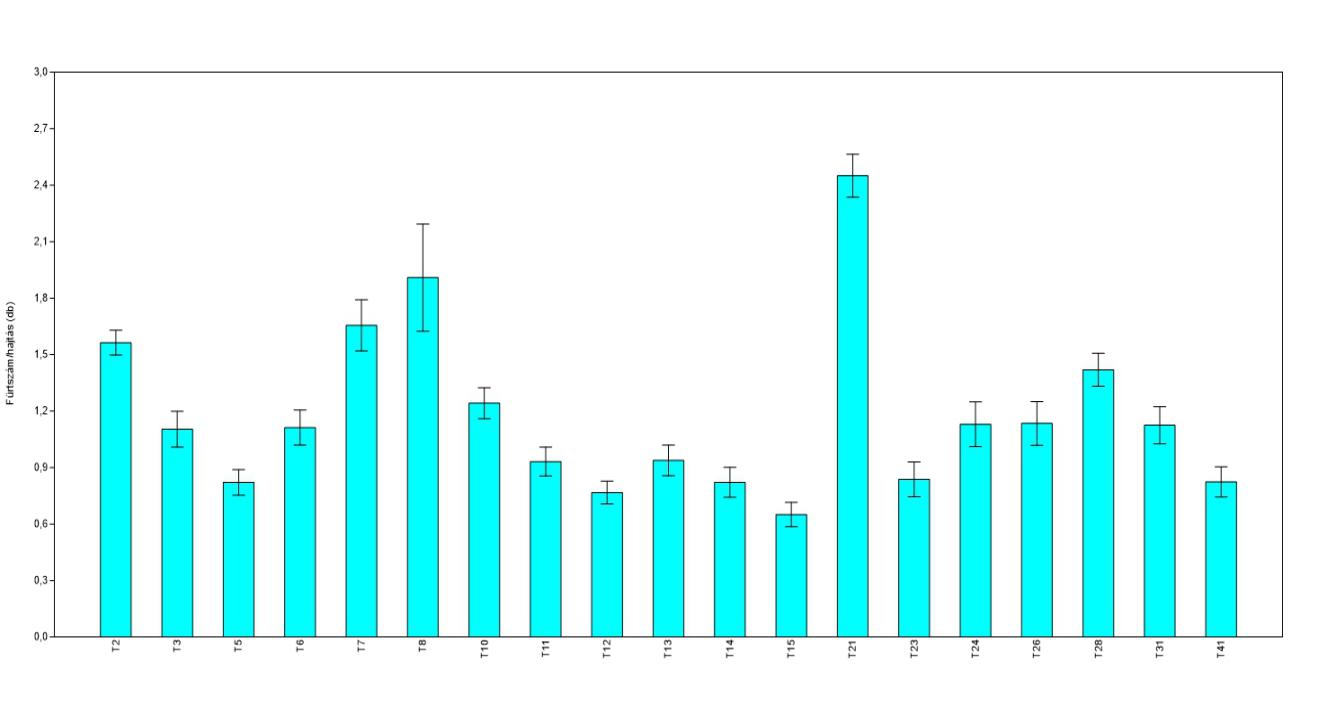 3,0
2,7
2,4
2,1
1,8
1,5
1,2
0,9
0,6
0,3
0,0
Fürtszám/hajtás (db)
T2
T3
T5
T6
T7
T8
T10
T11
T12
T13
T14
T15
T21
T23
T24
T26
T28
T31
T41